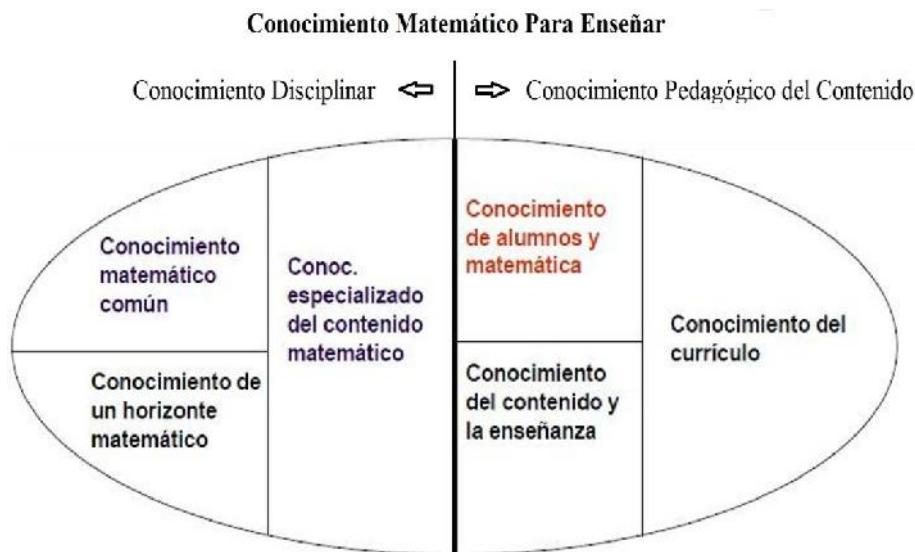 Conocimiento Matemático Para Enseñar
Conocimiento Disciplinar
Conocimiento Pedagógico del Contenido
Conocimiento
matemático
común
Conocimiento de
un horizonte
matemático
Conoc.
especializado
del contenido
matemático
Conocimiento
de alumnos y
matemática
Conocimiento
del contenido y
la enseñanza
Conocimiento del
currículo